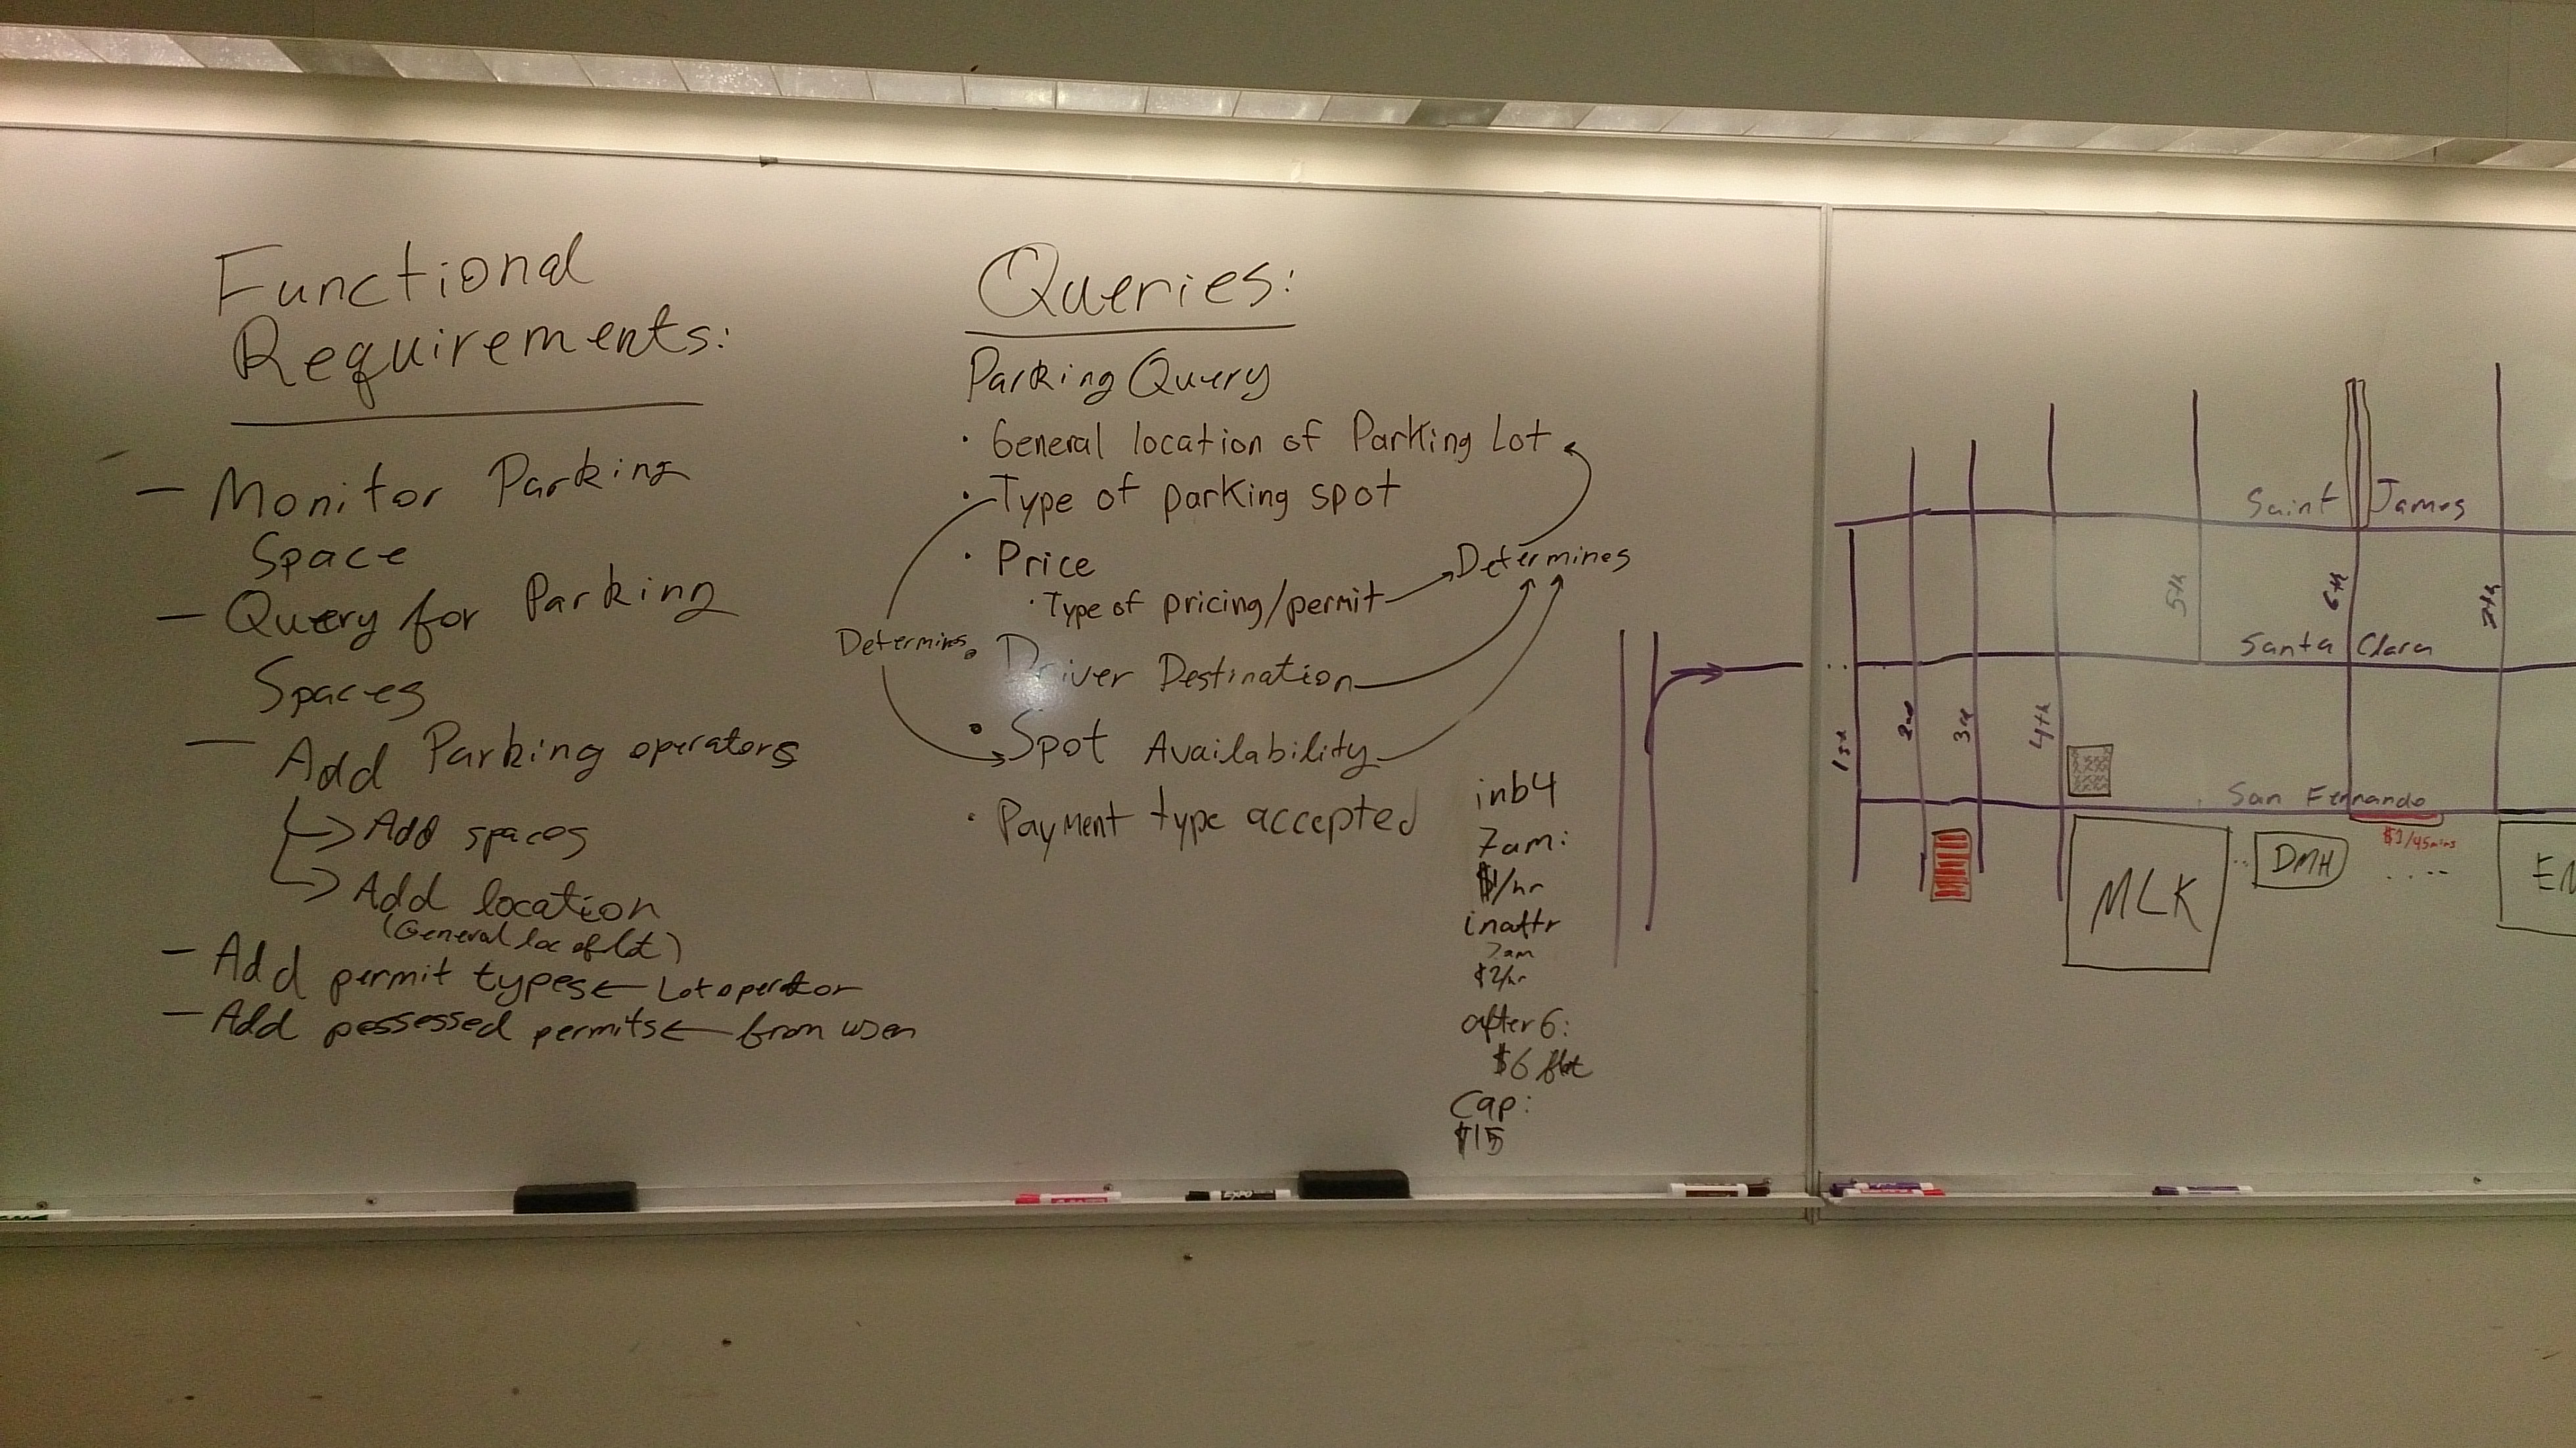 Functional
Requirements:
— Monitor Parking
Space
— Query for Parking
Spaces
— Add Parking operators
→ Add spaces
→ Add location
(General loc of lot)
— Add permit types ← Lot operator
— Add possessed permits ← from user
Queries:
Parking Query
· General location of Parking Lot
· Type of parking spot
· Price
· Type of pricing/permit → Determines
Determines
· Driver Destination
· Spot Availability
· Payment type accepted
inb4
7am:
$1/hr
inaftr
7am
$2/hr
after 6:
$6 flat
Cap:
$15
Saint James
5th
6th
7th
Santa Clara
1st
2nd
3rd
4th
San Fernando
$1/45mins
MLK
DMH
EN
EXPO